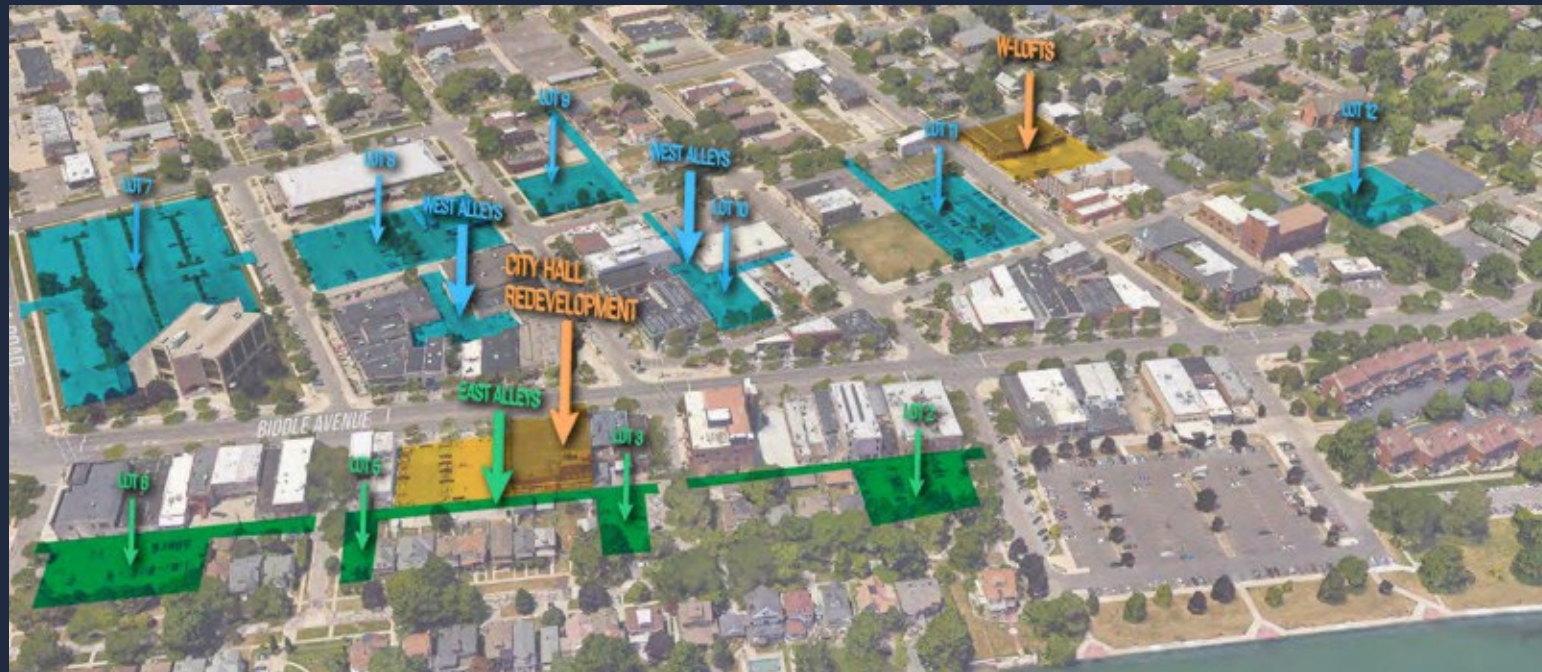 W-LOFTS
LOT 9
LOT 12
LOT 11
LOT 8
WEST ALLEYS
LOT 7
WEST ALLEYS
LOT 10
CITY HALL
REDEVELOPMENT
EAST ALLEYS
BIDDLE AVENUE
LOT 2
LOT 3
LOT 5
LOT 6